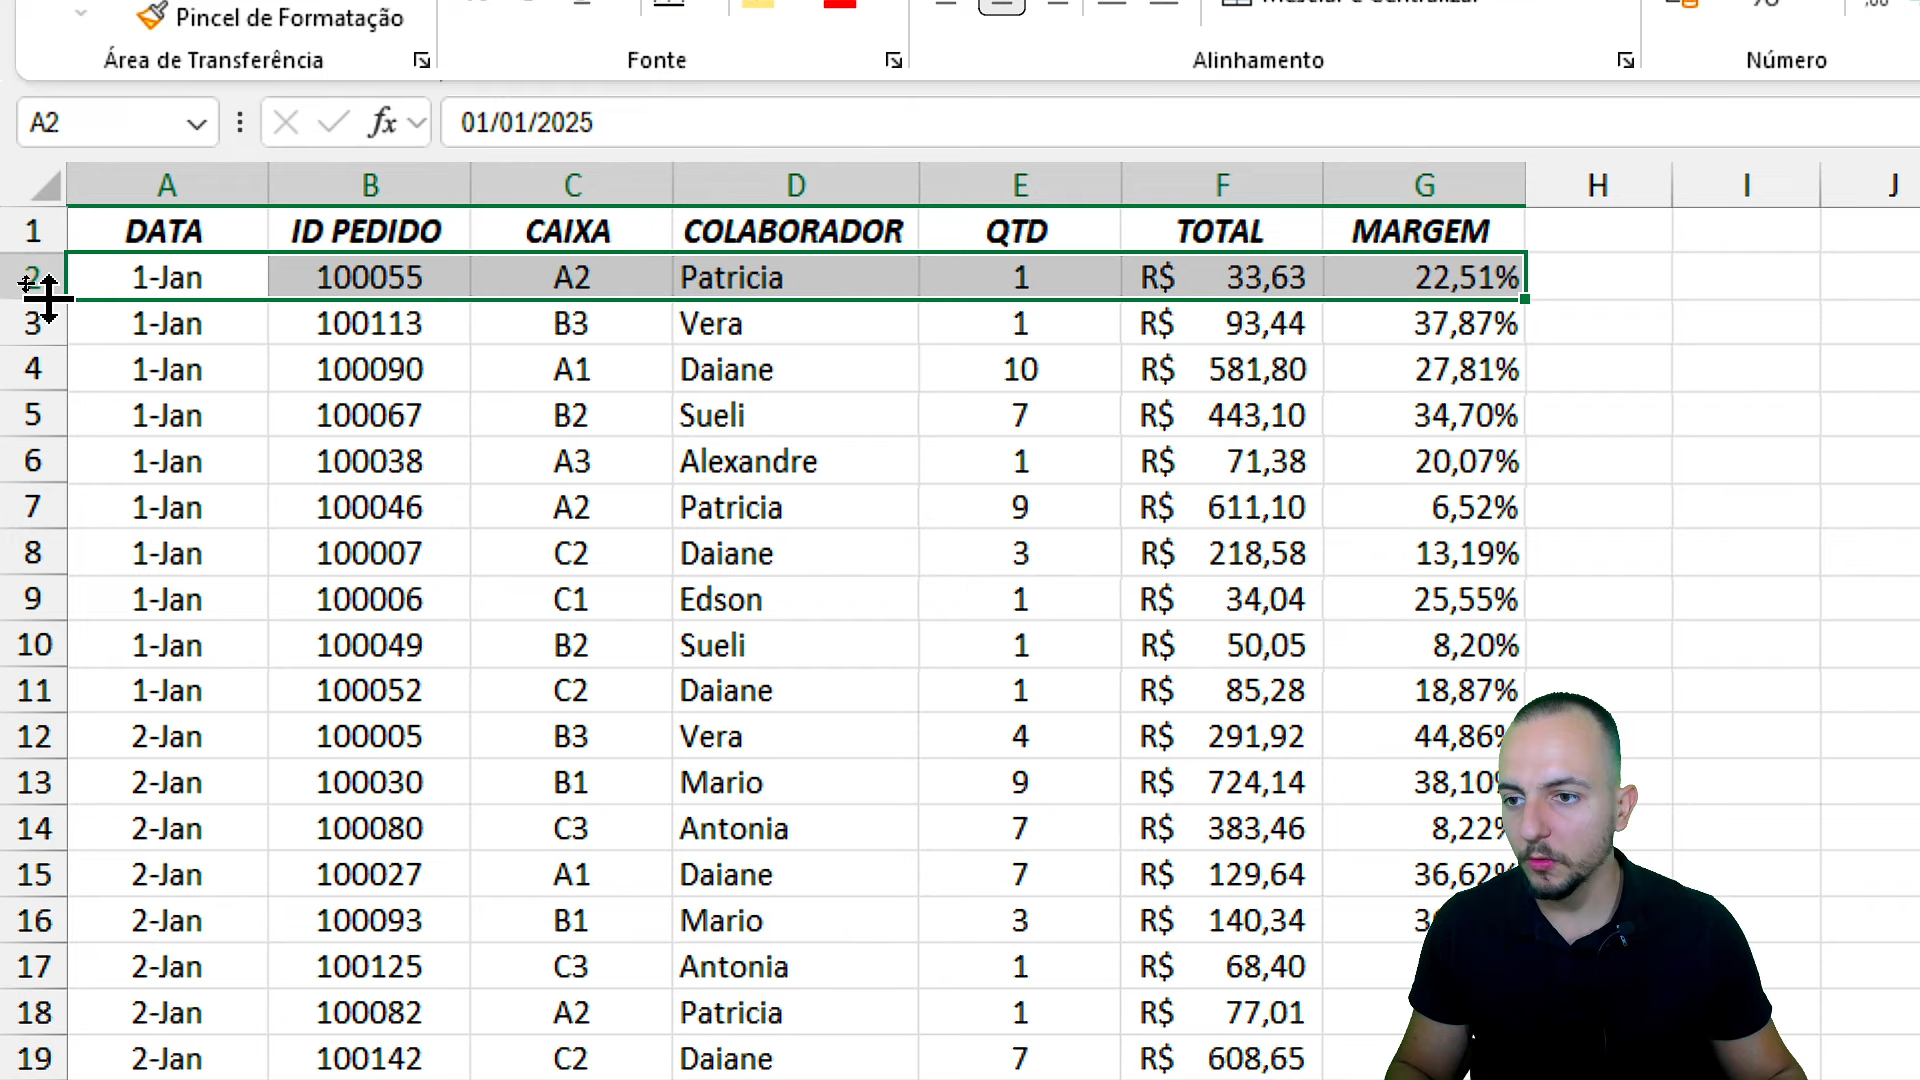 Pincel de Formatação
Área de Transferência Fonte Alinhamento Número
A2 fx 01/01/2025
A B C D E F G H I J
1 DATA ID PEDIDO CAIXA COLABORADOR QTD TOTAL MARGEM
2 1-Jan 100055 A2 Patricia 1 R$ 33,63 22,51%
3 1-Jan 100113 B3 Vera 1 R$ 93,44 37,87%
4 1-Jan 100090 A1 Daiane 10 R$ 581,80 27,81%
5 1-Jan 100067 B2 Sueli 7 R$ 443,10 34,70%
6 1-Jan 100038 A3 Alexandre 1 R$ 71,38 20,07%
7 1-Jan 100046 A2 Patricia 9 R$ 611,10 6,52%
8 1-Jan 100007 C2 Daiane 3 R$ 218,58 13,19%
9 1-Jan 100006 C1 Edson 1 R$ 34,04 25,55%
10 1-Jan 100049 B2 Sueli 1 R$ 50,05 8,20%
11 1-Jan 100052 C2 Daiane 1 R$ 85,28 18,87%
12 2-Jan 100005 B3 Vera 4 R$ 291,92 44,86%
13 2-Jan 100030 B1 Mario 9 R$ 724,14 38,10%
14 2-Jan 100080 C3 Antonia 7 R$ 383,46 8,22%
15 2-Jan 100027 A1 Daiane 7 R$ 129,64 36,62%
16 2-Jan 100093 B1 Mario 3 R$ 140,34
17 2-Jan 100125 C3 Antonia 1 R$ 68,40
18 2-Jan 100082 A2 Patricia 1 R$ 77,01
19 2-Jan 100142 C2 Daiane 7 R$ 608,65